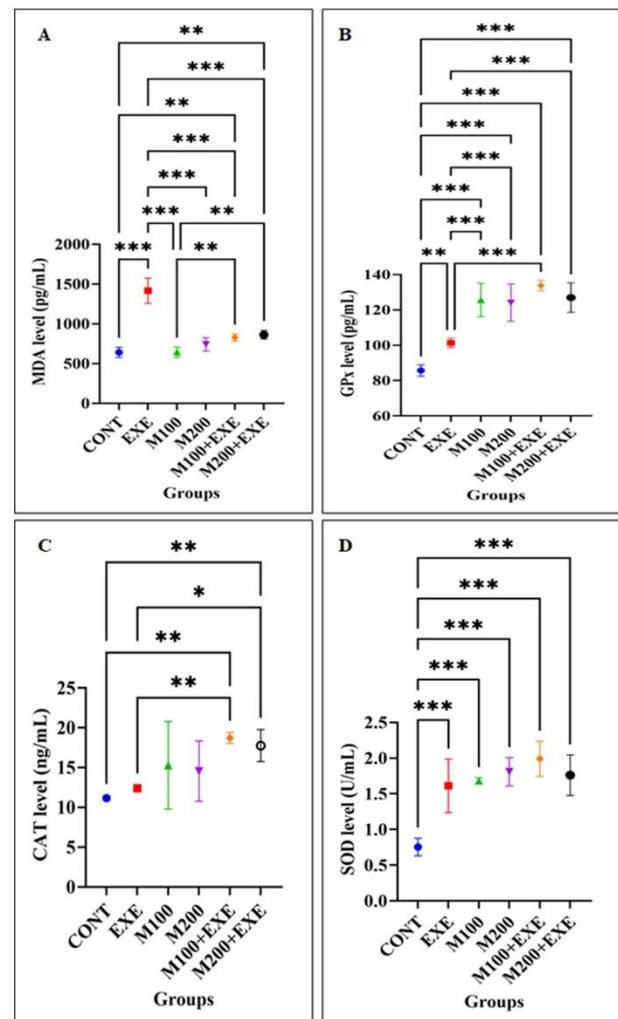 A
**
***
**
***
***
***
**
***
**
2000
1500
1000
500
0
MDA level (pg/mL)
CONT
EXE
M100
M200
M100+EXE
M200+EXE
Groups
B
***
***
***
***
***
***
***
**
***
140
120
100
80
60
GPx level (pg/mL)
CONT
EXE
M100
M200
M100+EXE
M200+EXE
Groups
C
**
*
**
**
25
20
15
10
5
0
CAT level (ng/mL)
CONT
EXE
M100
M200
M100+EXE
M200+EXE
Groups
D
***
***
***
***
***
2.5
2.0
1.5
1.0
0.5
0.0
SOD level (U/mL)
CONT
EXE
M100
M200
M100+EXE
M200+EXE
Groups